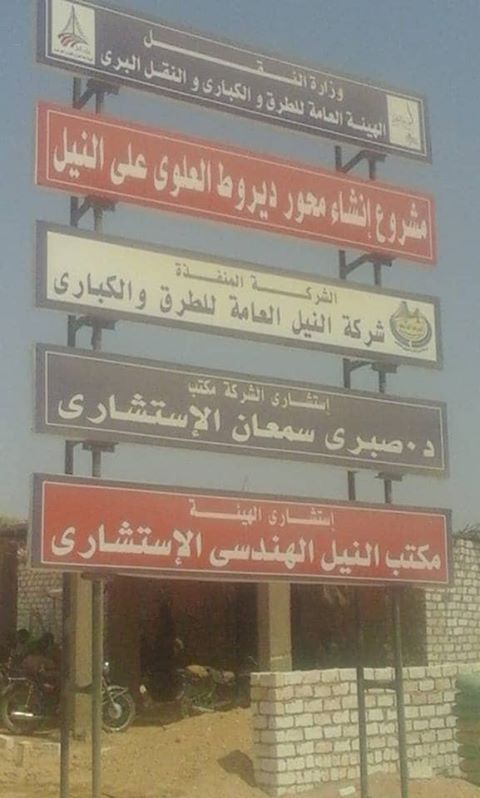 وزارة النقل
الهيئة العامة للطرق و الكبارى و النقل البرى
مشروع إنشاء محور ديروط العلوى على النيل
الشركة المنفذة
شركة النيل العامة للطرق والكبارى
إستشارى الشركة مكتب
د.صبرى سمعان الإستشارى
إستشارى الهيئة
مكتب النيل الهندسى الإستشارى